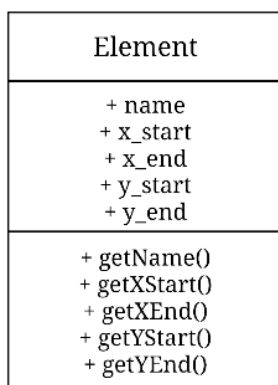 Element
+ name
+ x_start
+ x_end
+ y_start
+ y_end
+ getName()
+ getXStart()
+ getXEnd()
+ getYStart()
+ getYEnd()